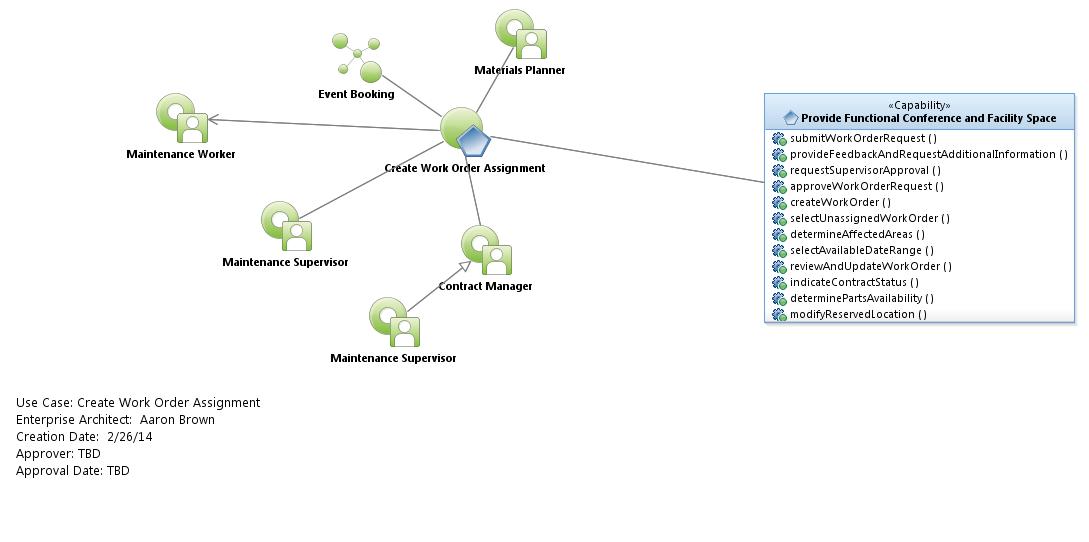 Materials Planner
Event Booking
Maintenance Worker
Create Work Order Assignment
Maintenance Supervisor
Contract Manager
Maintenance Supervisor
«Capability»
Provide Functional Conference and Facility Space
submitWorkOrderRequest ( )
provideFeedbackAndRequestAdditionalInformation ( )
requestSupervisorApproval ( )
approveWorkOrderRequest ( )
createWorkOrder ( )
selectUnassignedWorkOrder ( )
determineAffectedAreas ( )
selectAvailableDateRange ( )
reviewAndUpdateWorkOrder ( )
indicateContractStatus ( )
determinePartsAvailability ( )
modifyReservedLocation ( )
Use Case: Create Work Order Assignment
Enterprise Architect:  Aaron Brown
Creation Date:  2/26/14
Approver: TBD
Approval Date: TBD